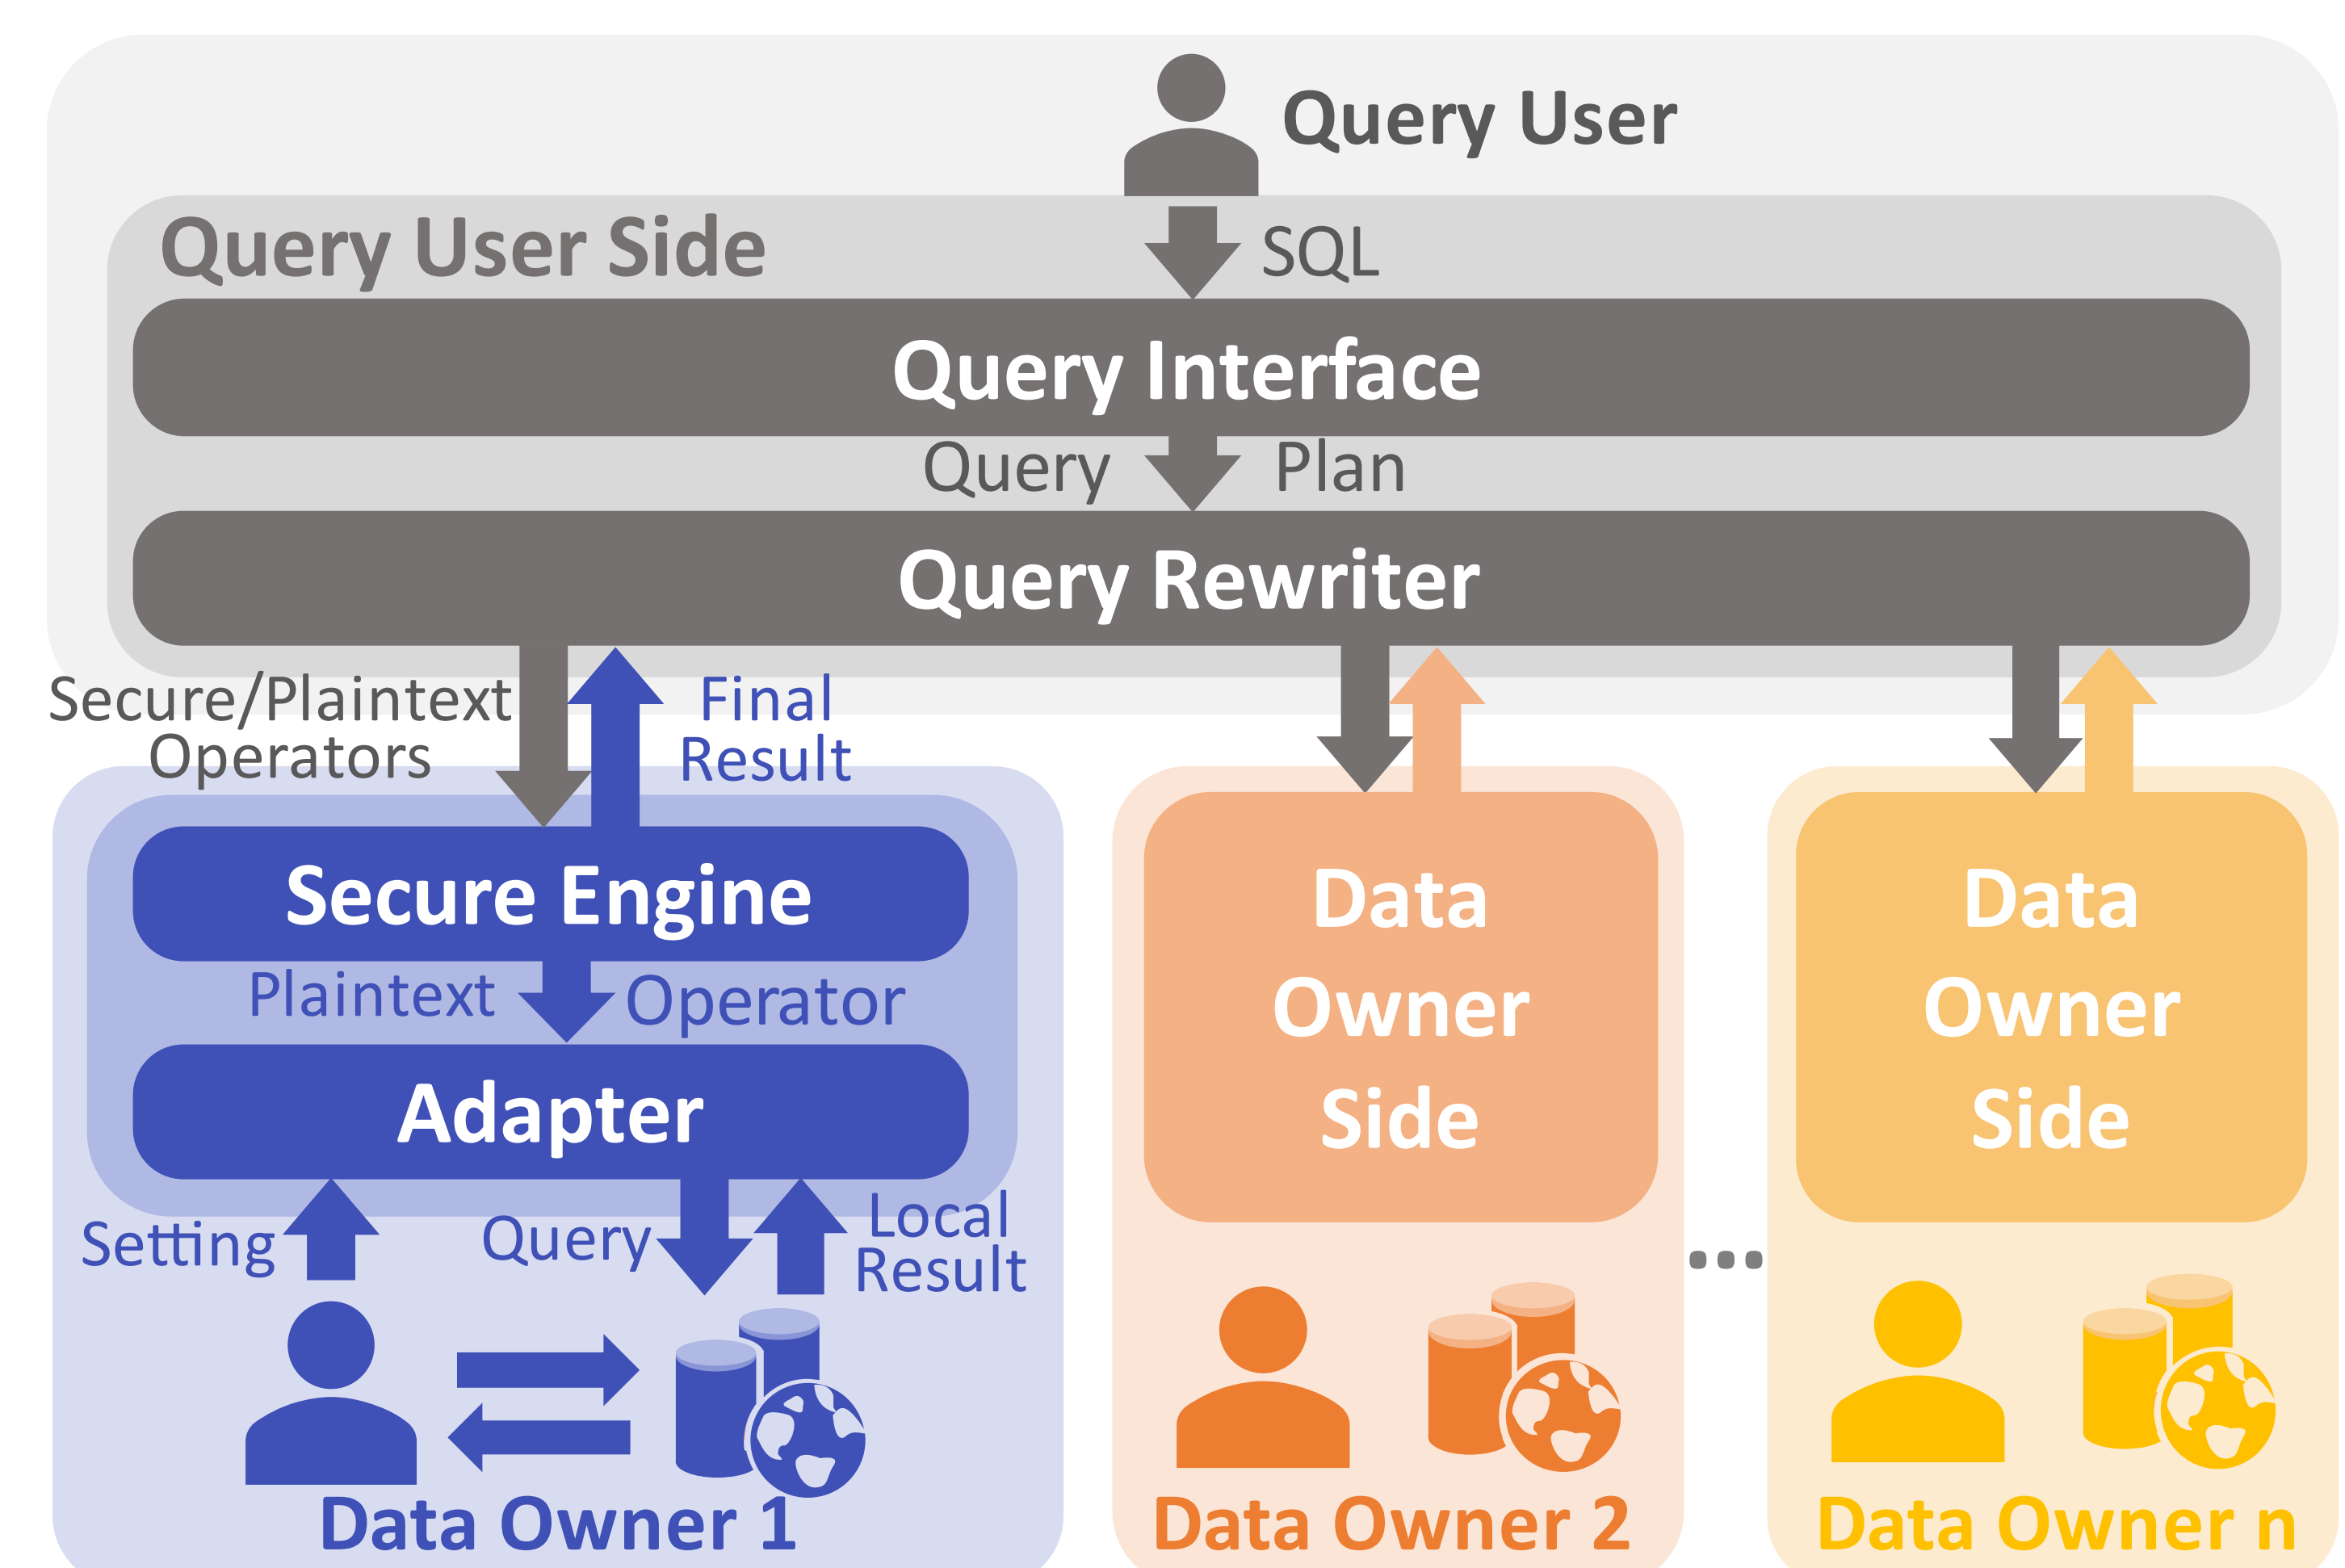 Query User
Query User Side
SQL
Query Interface
Query Plan
Query Rewriter
Secure/Plaintext
Operators
Final
Result
Secure Engine
Plaintext Operator
Adapter
Setting
Query
Local
Result
Data Owner 1
Data
Owner
Side
Data Owner 2
...
Data
Owner
Side
Data Owner n